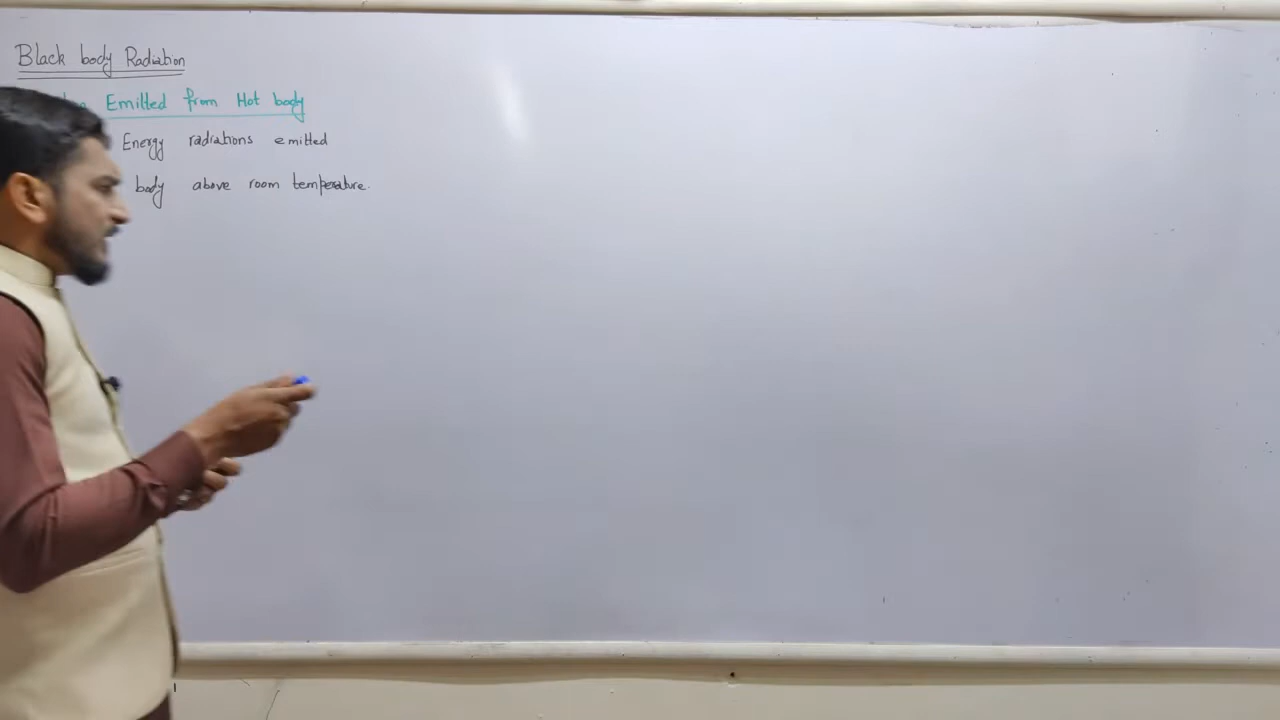 Black body Radiation
Emitted from Hot body
Energy radiations emitted
body above room temperature.